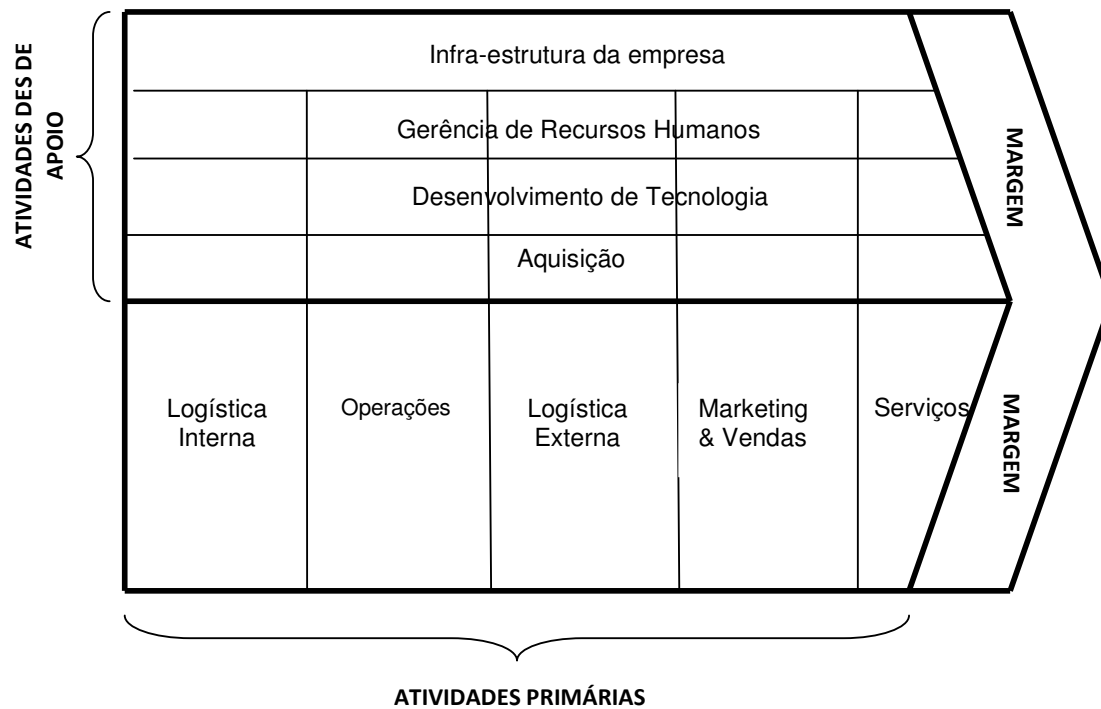 ATIVIDADES DES DE
APOIO
Infra-estrutura da empresa
Gerência de Recursos Humanos
Desenvolvimento de Tecnologia
Aquisição
MARGEM
Logística
Interna
Operações
Logística
Externa
Marketing
& Vendas
Serviços
MARGEM
ATIVIDADES PRIMÁRIAS